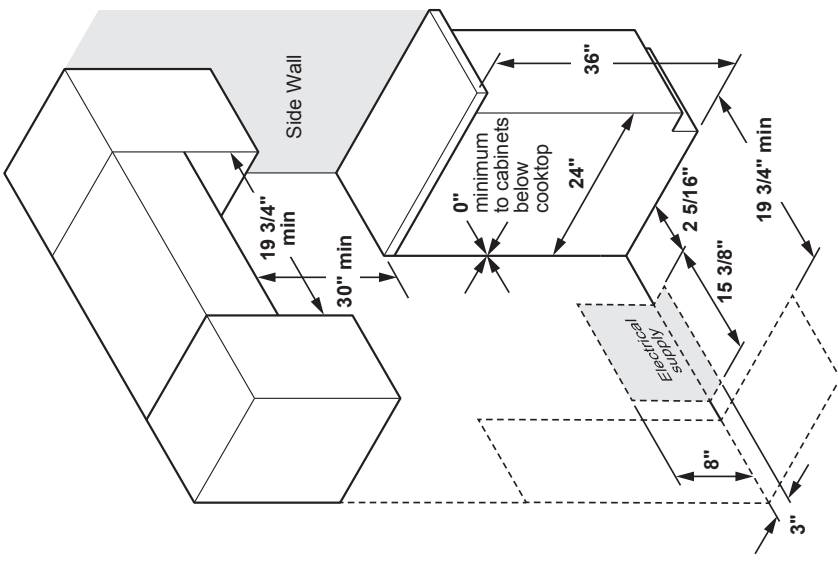 Side Wall
19 3/4"
min
30" min
0"
minimum
to cabinets
below
cooktop
36"
24"
2 5/16"
19 3/4" min
15 3/8"
Electrical
supply
8"
3"